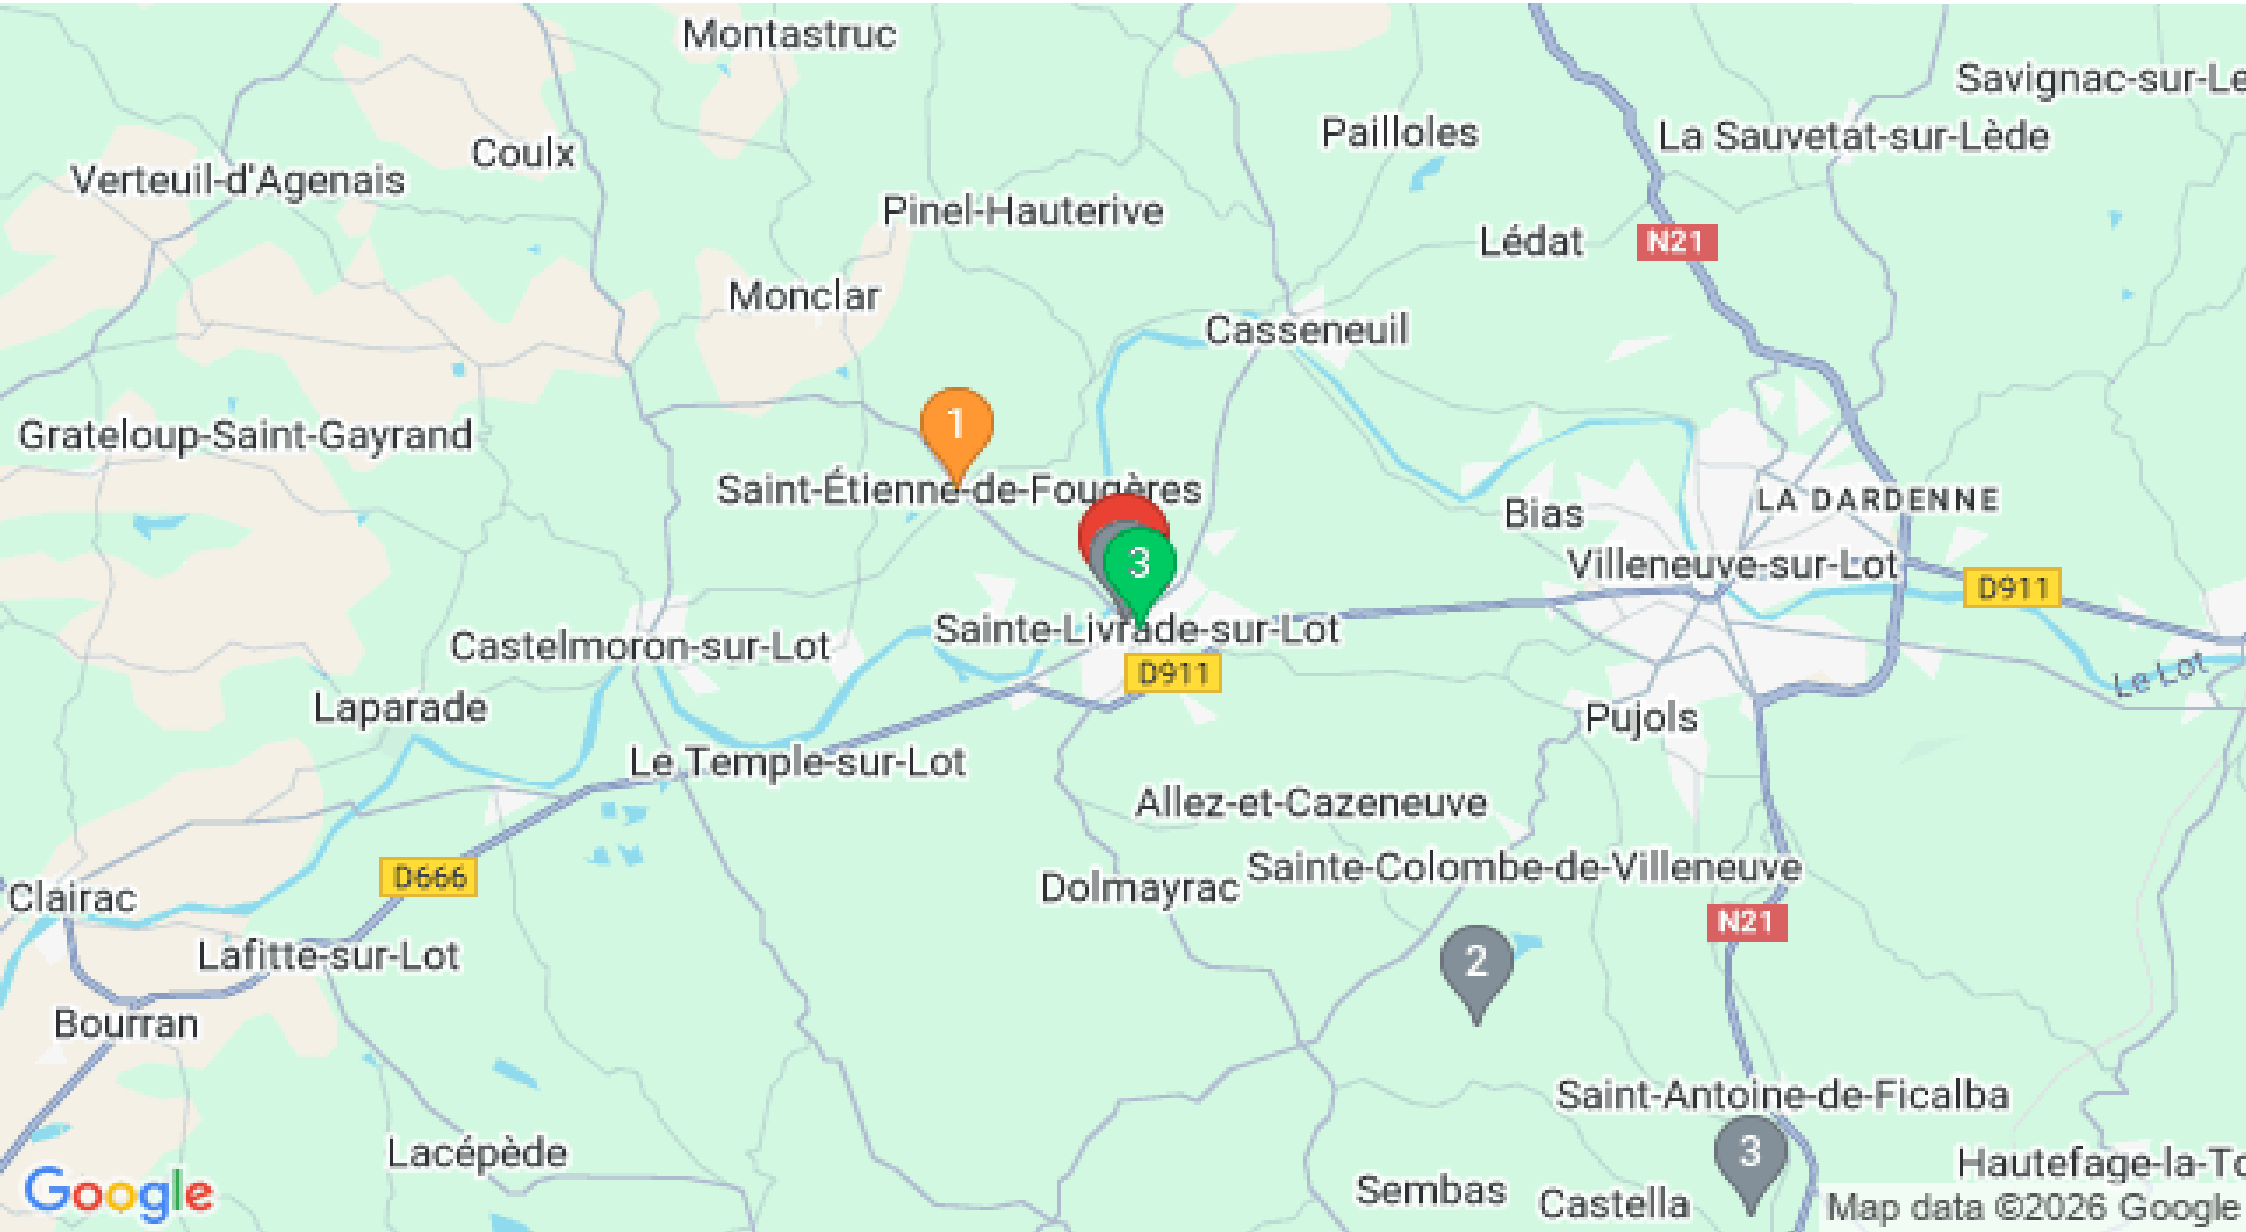 Montastruc
Savignac-sur-Le
Pailloles
La Sauvetat-sur-Lède
Coulx
Verteuil-d'Agenais
Pinel-Hauterive
Lédat
N21
Monclar
Casseneuil
1
Grateloup-Saint-Gayrand
Saint-Étienne-de-Fougères
LA DARDENNE
Bias
3
Villeneuve-sur-Lot
D911
Sainte-Livrade-sur-Lot
Castelmoron-sur-Lot
D911
Le Lot
Laparade
Pujols
Le Temple-sur-Lot
Allez-et-Cazeneuve
Sainte-Colombe-de-Villeneuve
D666
Dolmayrac
Clairac
N21
Lafitte-sur-Lot
2
Bourran
Saint-Antoine-de-Ficalba
Lacépède
3
Hautefage-la-To
Sembas
Castella
Google
Map data ©2026 Google